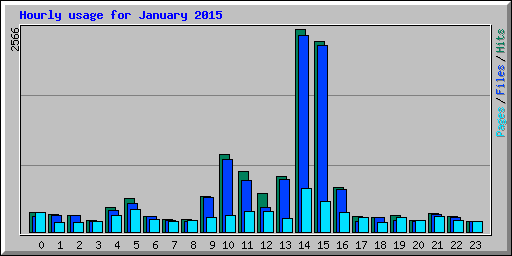 Hourly usage for January 2015
2566
Pages/Files/Hits
0 1 2 3 4 5 6 7 8 9 10 11 12 13 14 15 16 17 18 19 20 21 22 23